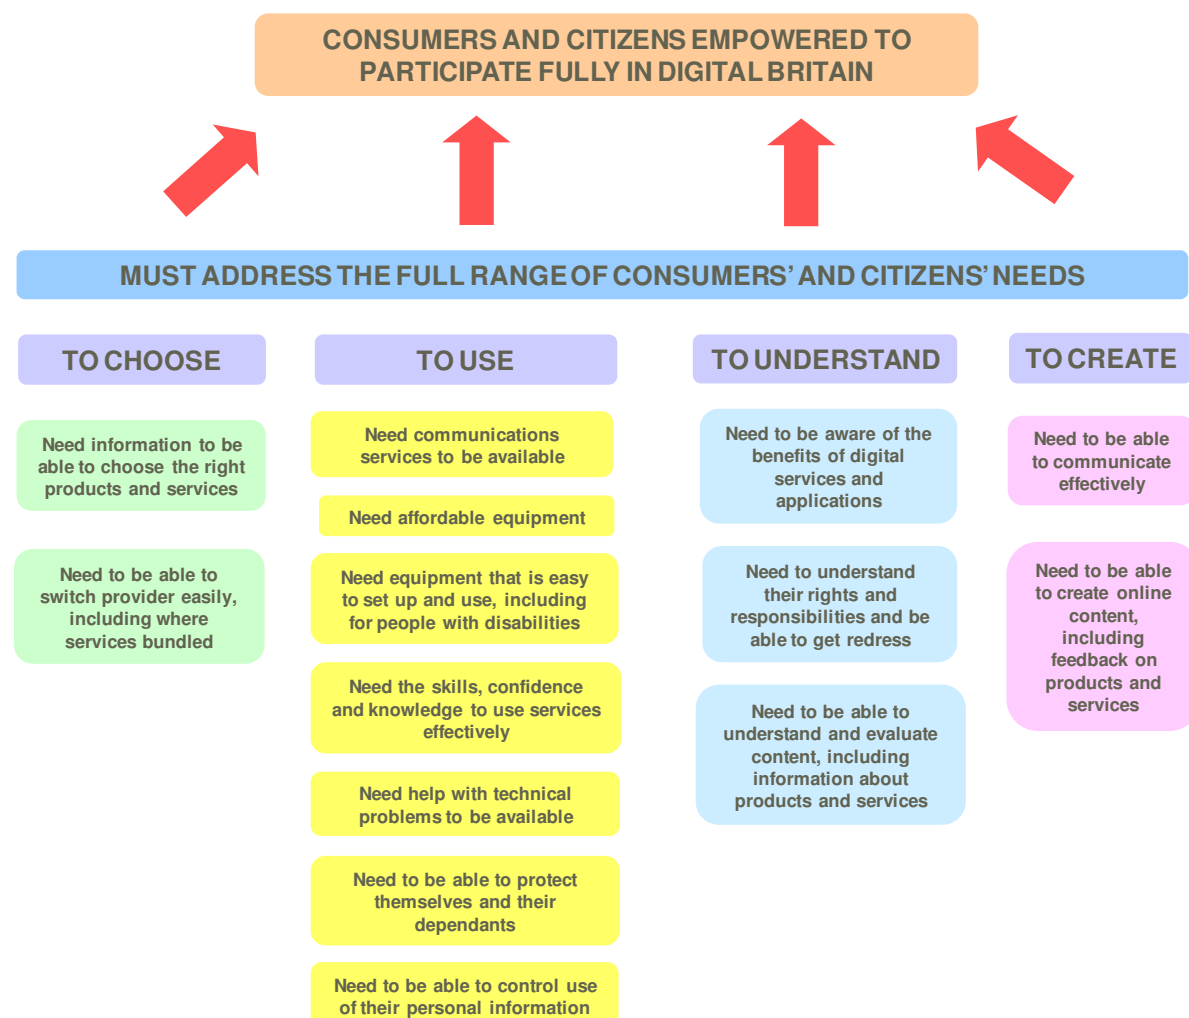 CONSUMERS AND CITIZENS EMPOWERED TO
PARTICIPATE FULLY IN DIGITAL BRITAIN
MUST ADDRESS THE FULL RANGE OF CONSUMERS' AND CITIZENS' NEEDS
TO CHOOSE
Need information to be
able to choose the right
products and services
Need to be able to
switch provider easily,
including where
services bundled
TO USE
Need communications
services to be available
Need affordable equipment
Need equipment that is easy
to set up and use, including
for people with disabilities
Need the skills, confidence
and knowledge to use services
effectively
Need help with technical
problems to be available
Need to be able to protect
themselves and their
dependants
Need to be able to control use
of their personal information
TO UNDERSTAND
Need to be aware of the
benefits of digital
services and
applications
Need to understand
their rights and
responsibilities and be
able to get redress
Need to be able to
understand and evaluate
content, including
information about
products and services
TO CREATE
Need to be able
to communicate
effectively
Need to be able
to create online
content,
including
feedback on
products and
services